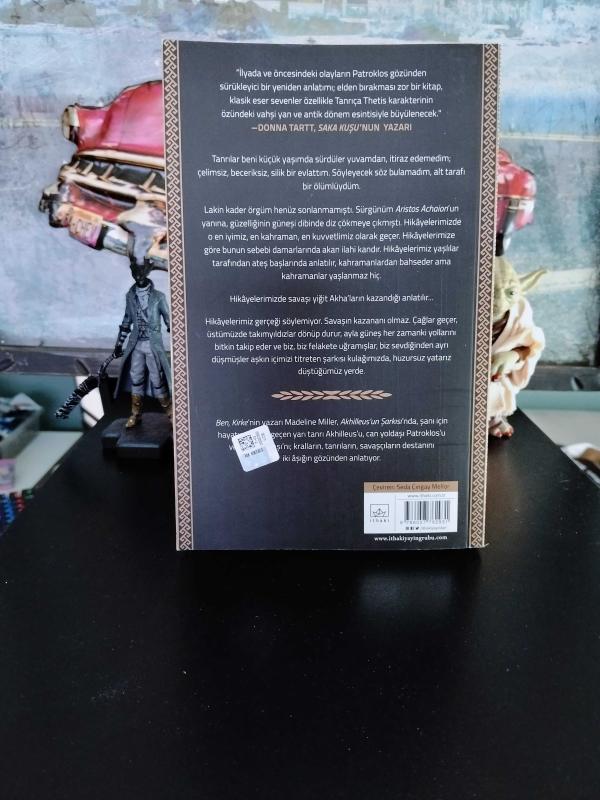 "İlyada ve öncesindeki olayların Patroklos gözünden
sürükleyici bir yeniden anlatımı; elden bırakması zor bir kitap,
klasik eser sevenler özellikle Tanrıça Thetis karakterinin
özündeki vahşi yan ve antik dönem esintisiyle büyülenecek."
—DONNA TARTT, SAKA KUŞU'NUN YAZARI
Tanrılar beni küçük yaşımda sürdüler yuvamdan, itiraz edemedim;
çelimsiz, beceriksiz, silik bir evlattım. Söyleyecek söz bulamadım, alt tarafı
bir ölümlüydüm.
Lakin kader örgüm henüz sonlanmamıştı. Sürgünüm Aristos Achaion'un
yanına, güzelliğinin güneşi dibinde diz çökmeye çıkmıştı. Hikâyelerimizde
o en iyimiz, en kahraman, en kuvvetlimiz olarak geçer. Hikâyelerimize
göre bunun sebebi damarlarında akan ilahi kandır. Hikâyelerimiz yaşlılar
tarafından ateş başlarında anlatılır, kahramanlardan bahseder ama
kahramanlar yaşlanmaz hiç.
Hikâyelerimizde savaşı yiğit Akha'ların kazandığı anlatılır...
Hikâyelerimiz gerçeği söylemiyor. Savaşın kazananı olmaz. Çağlar geçer,
üstümüzde takımyıldızlar dönüp durur, ayla güneş her zamanki yollarını
bitkin takip eder ve biz, biz felakete uğramışlar, biz sevdiğinden ayrı
düşmüşler aşkın içimizi titreten şarkısı kulağımızda, huzursuz yatarız
düştüğümüz yerde.
Ben, Kirke'nin yazarı Madeline Miller, Akhilleus'un Şarkısı'nda, şanı için
geçen yarı tanrı Akhilleus'u, can yoldaşı Patroklos'u
kralların, tanrıların, savaşçıların destanını
iki âşığın gözünden anlatıyor.
Çeviren: Seda Çıngay Mellor
www.ithaki.com.tr
ithaki
/ithakiyayinlari
www.ithakiyayingrubu.com